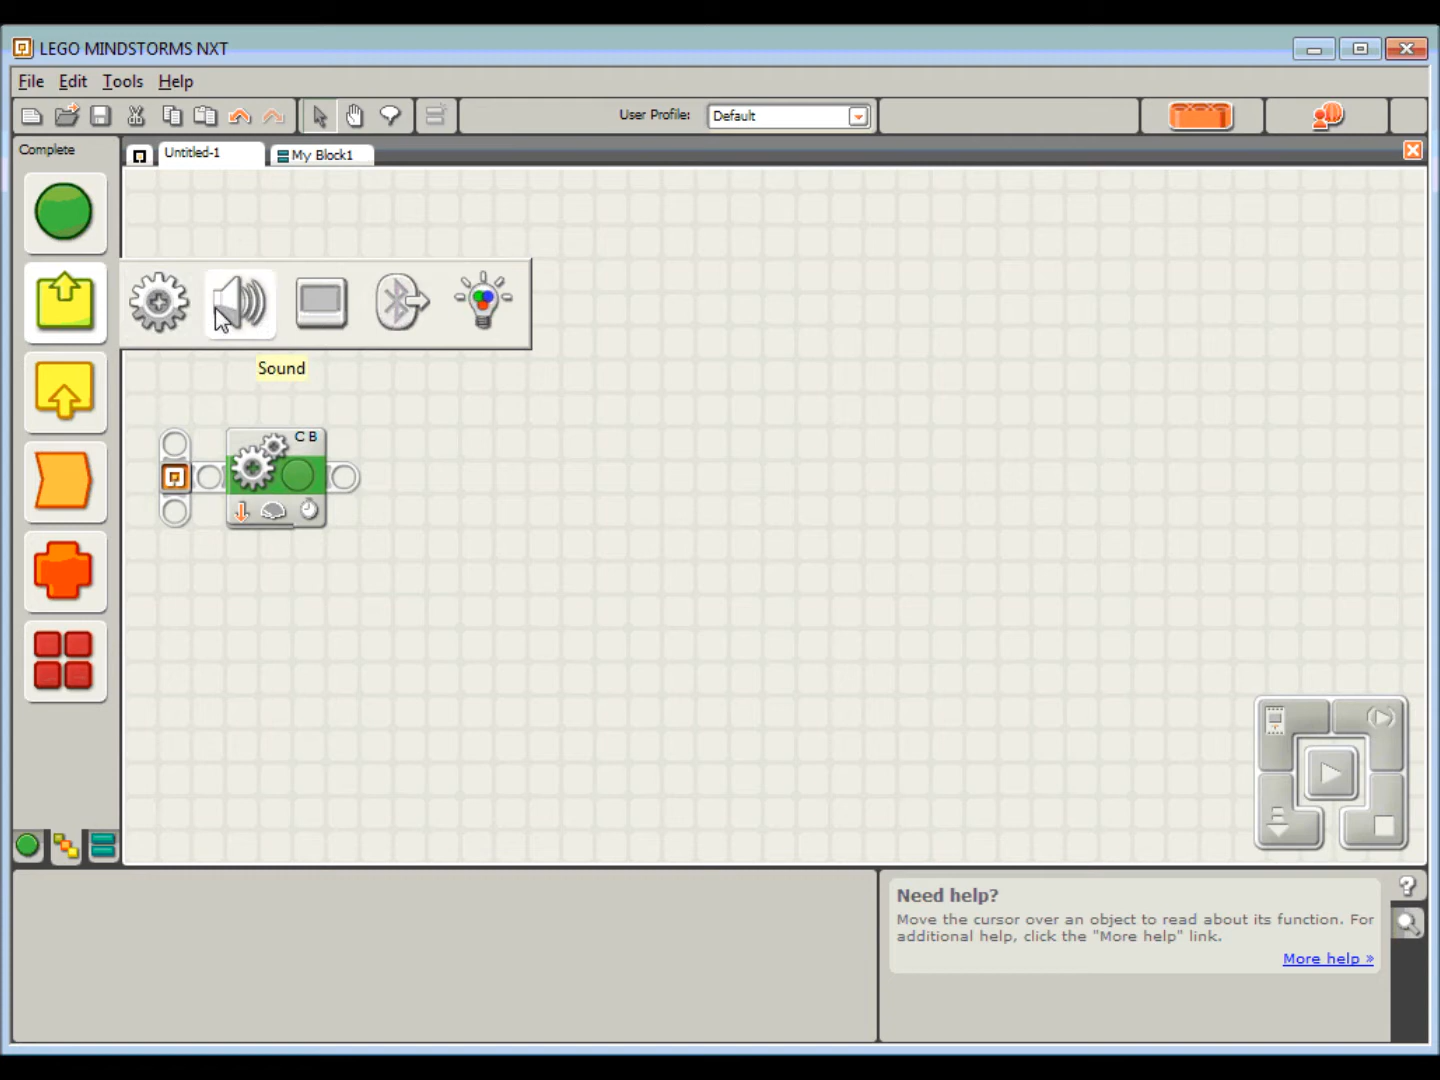 LEGO MINDSTORMS NXT
File Edit Tools Help
User Profile: Default
Complete
Untitled-1 My Block1
Sound
C B
Need help?
Move the cursor over an object to read about its function. For
additional help, click the "More help" link.
More help »